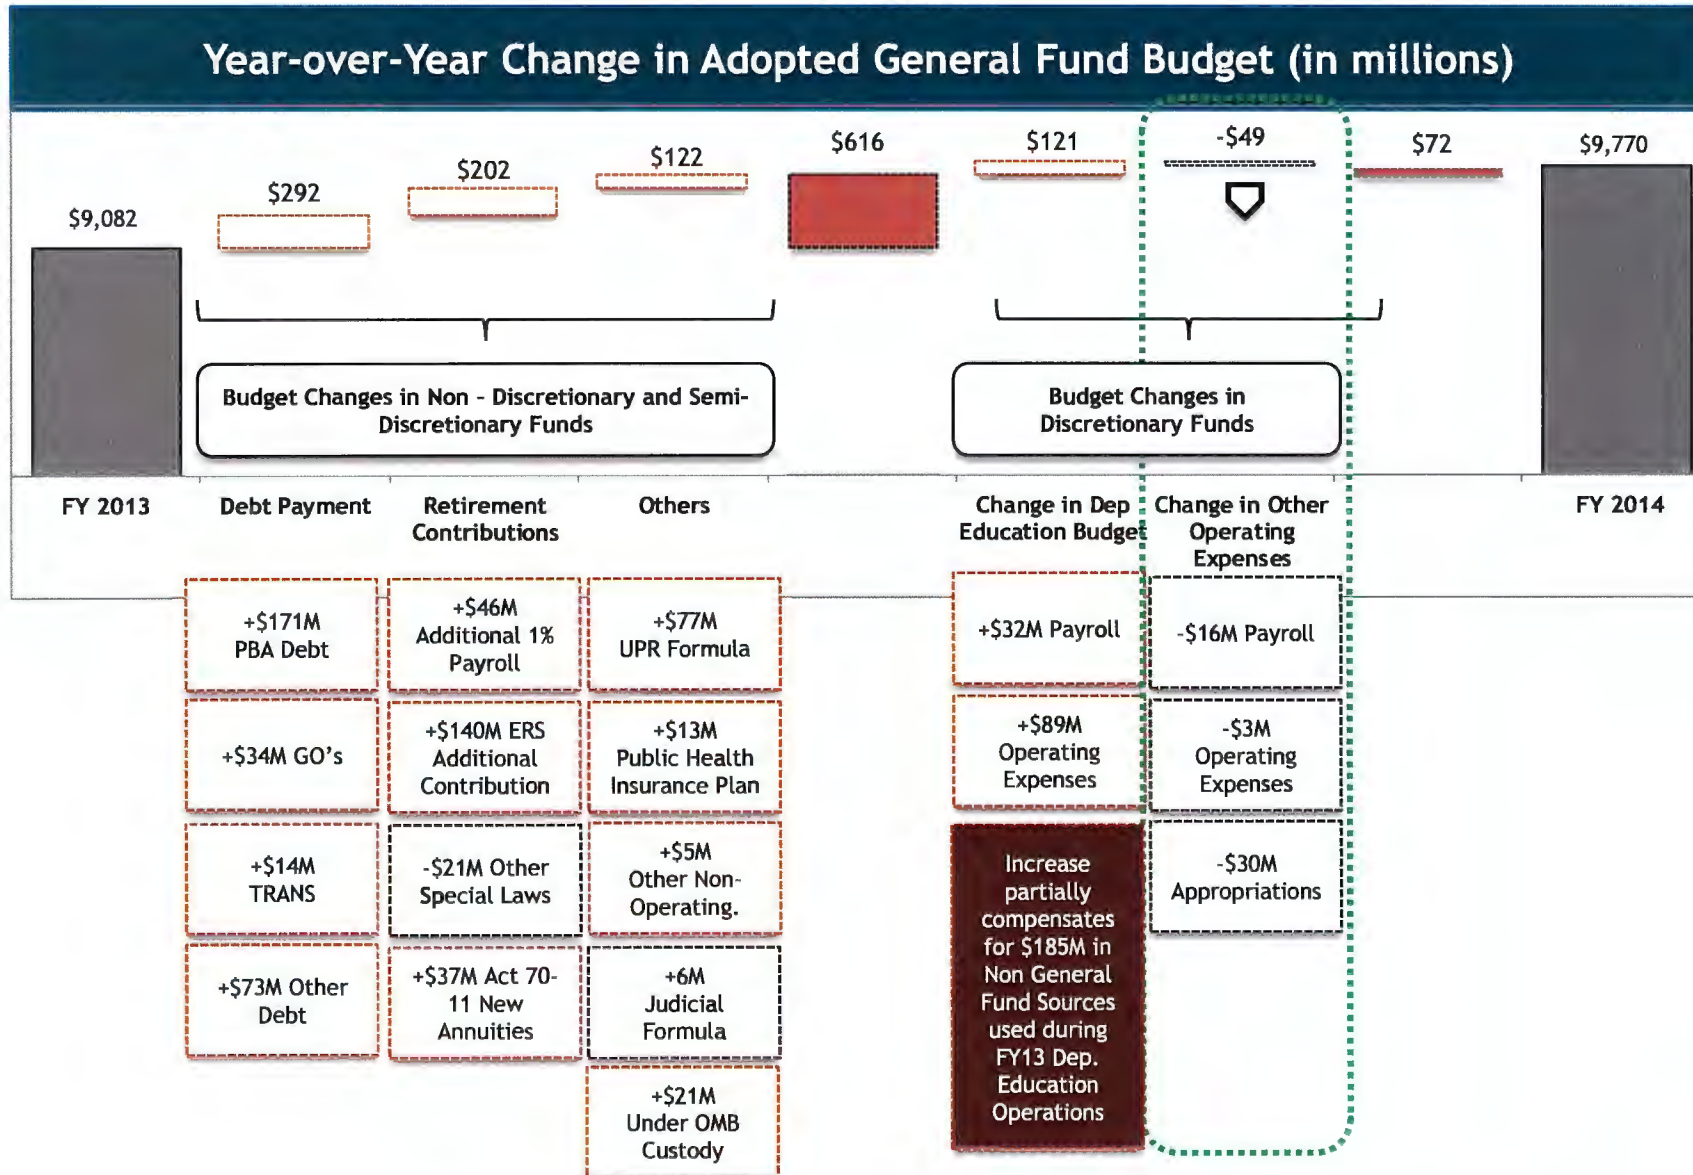 Year-over-Year Change in Adopted General Fund Budget (in millions)
$9,082
$292
$202
$122
$616
$121
-$49
$72
$9,770
Budget Changes in Non - Discretionary and Semi-
Discretionary Funds
Budget Changes in
Discretionary Funds
FY 2013
Debt Payment
Retirement
Contributions
Others
Change in Dep
Education Budget
Change in Other
Operating
Expenses
FY 2014
+$171M
PBA Debt
+$34M GO's
+$14M
TRANS
+$73M Other
Debt
+$46M
Additional 1%
Payroll
+$140M ERS
Additional
Contribution
-$21M Other
Special Laws
+$37M Act 70-
11 New
Annuities
+$77M
UPR Formula
+$13M
Public Health
Insurance Plan
+$5M
Other Non-
Operating.
+6M
Judicial
Formula
+$21M
Under OMB
Custody
+$32M Payroll
+$89M
Operating
Expenses
Increase
partially
compensates
for $185M in
Non General
Fund Sources
used during
FY13 Dep.
Education
Operations
-$16M Payroll
-$3M
Operating
Expenses
-$30M
Appropriations